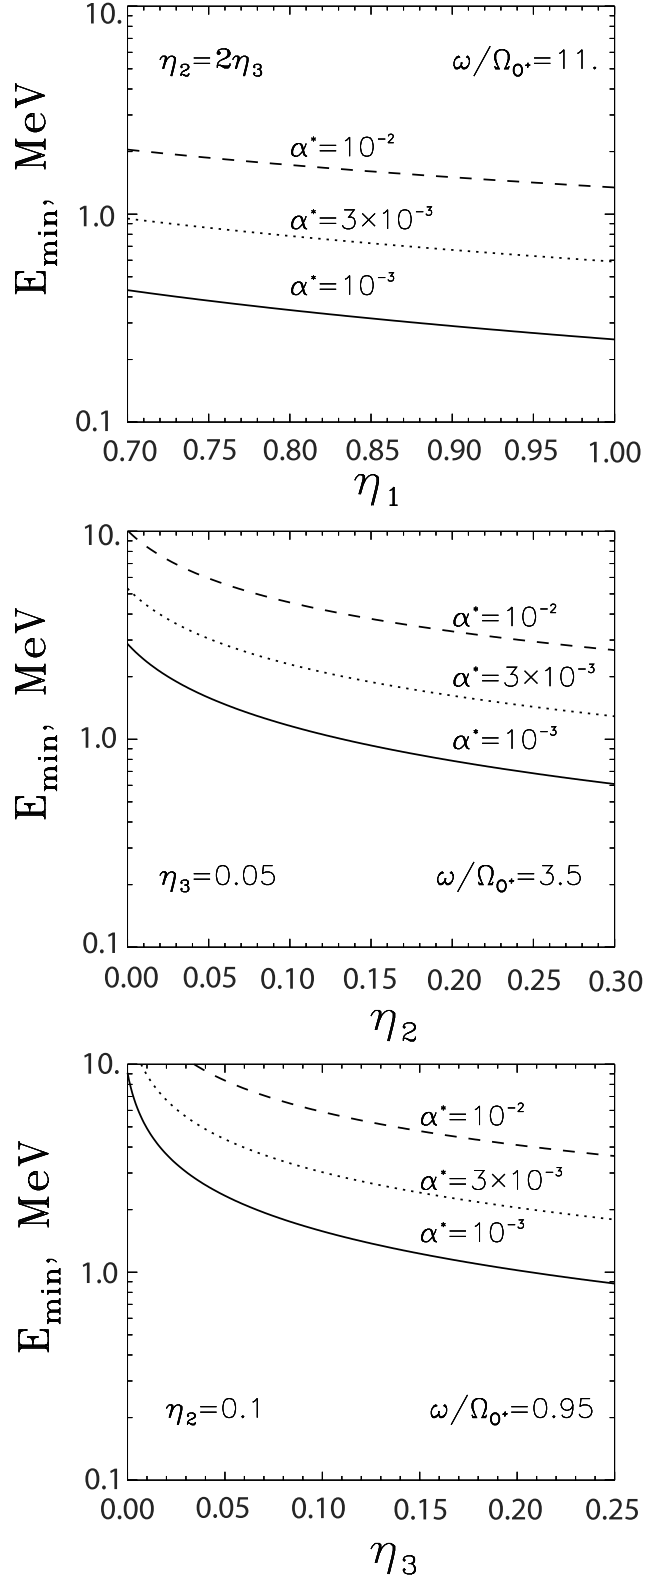 10.
η₂=2η₃ ω/Ω₀⁺=11.
α*=10⁻²
1.0
α*=3×10⁻³
α*=10⁻³
0.1
0.70 0.75 0.80 0.85 0.90 0.95 1.00
η₁
E_min, MeV
10.
α*=10⁻²
α*=3×10⁻³
1.0
α*=10⁻³
η₃=0.05 ω/Ω₀⁺=3.5
0.1
0.00 0.05 0.10 0.15 0.20 0.25 0.30
η₂
E_min, MeV
10.
α*=10⁻²
α*=3×10⁻³
α*=10⁻³
1.0
η₂=0.1 ω/Ω₀⁺=0.95
0.1
0.00 0.05 0.10 0.15 0.20 0.25
η₃
E_min, MeV